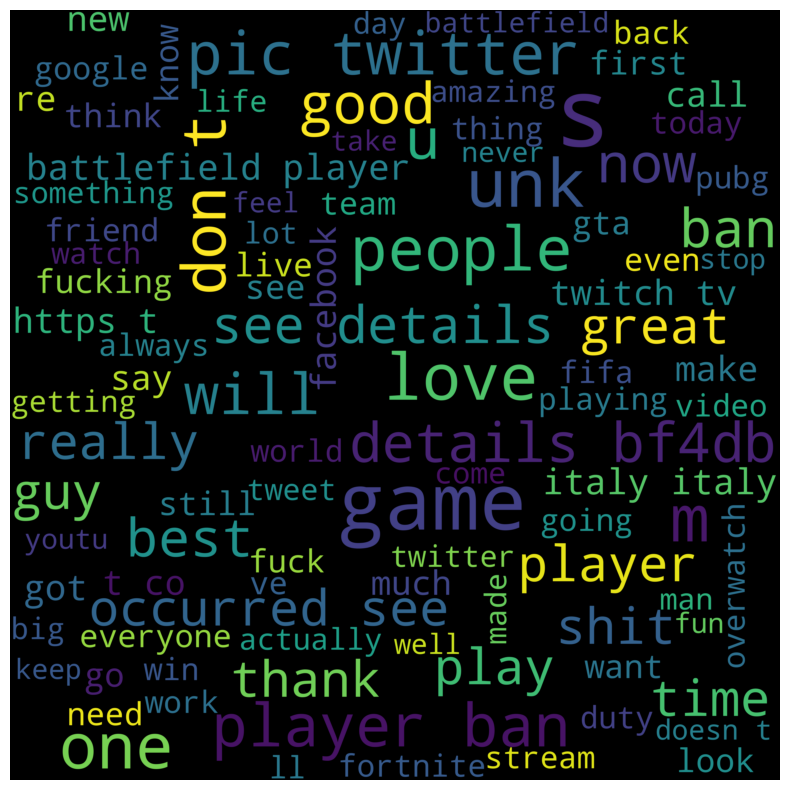 new
day
battlefield
back
know
pic twitter
google
first
re
life
good
amazing
s
call
think
take
u
thing
today
don t
never
now
battlefield player
unk
pubg
something
feel
team
gta
ban
friend
lot
people
watch
live
even
stop
fucking
see
facebook
twitch tv
https t
see details
great
always
love
fifa
make
say
will
getting
playing
video
really
world
details bf4db
come
guy
game
italy italy
still
tweet
m
best
going
youtu
fuck
twitter
player
overwatch
got
t co
ve
much
made
man
big
occurred see
shit
fun
everyone
actually
well
keep
go
win
thank
play
want
work
time
need
player ban
duty
doesn t
one
stream
ll
fortnite
look